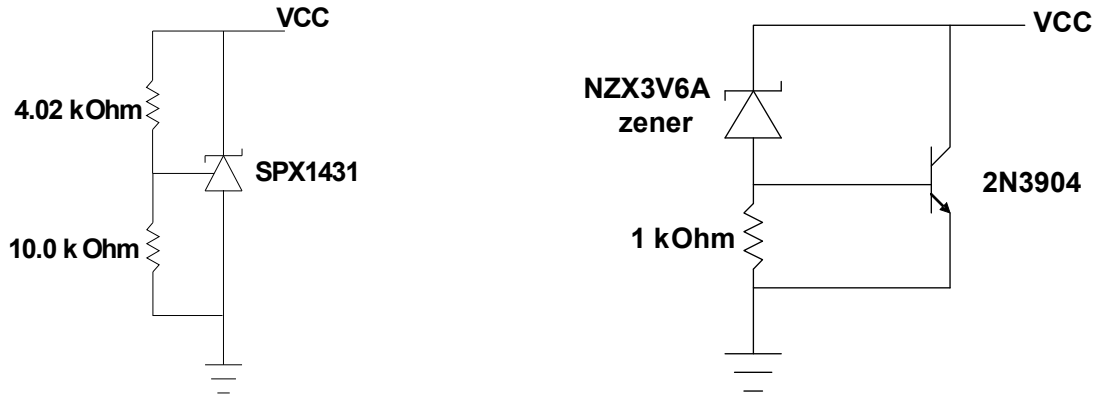 VCC
4.02 kOhm
SPX1431
10.0 k Ohm
VCC
NZX3V6A
zener
2N3904
1 kOhm